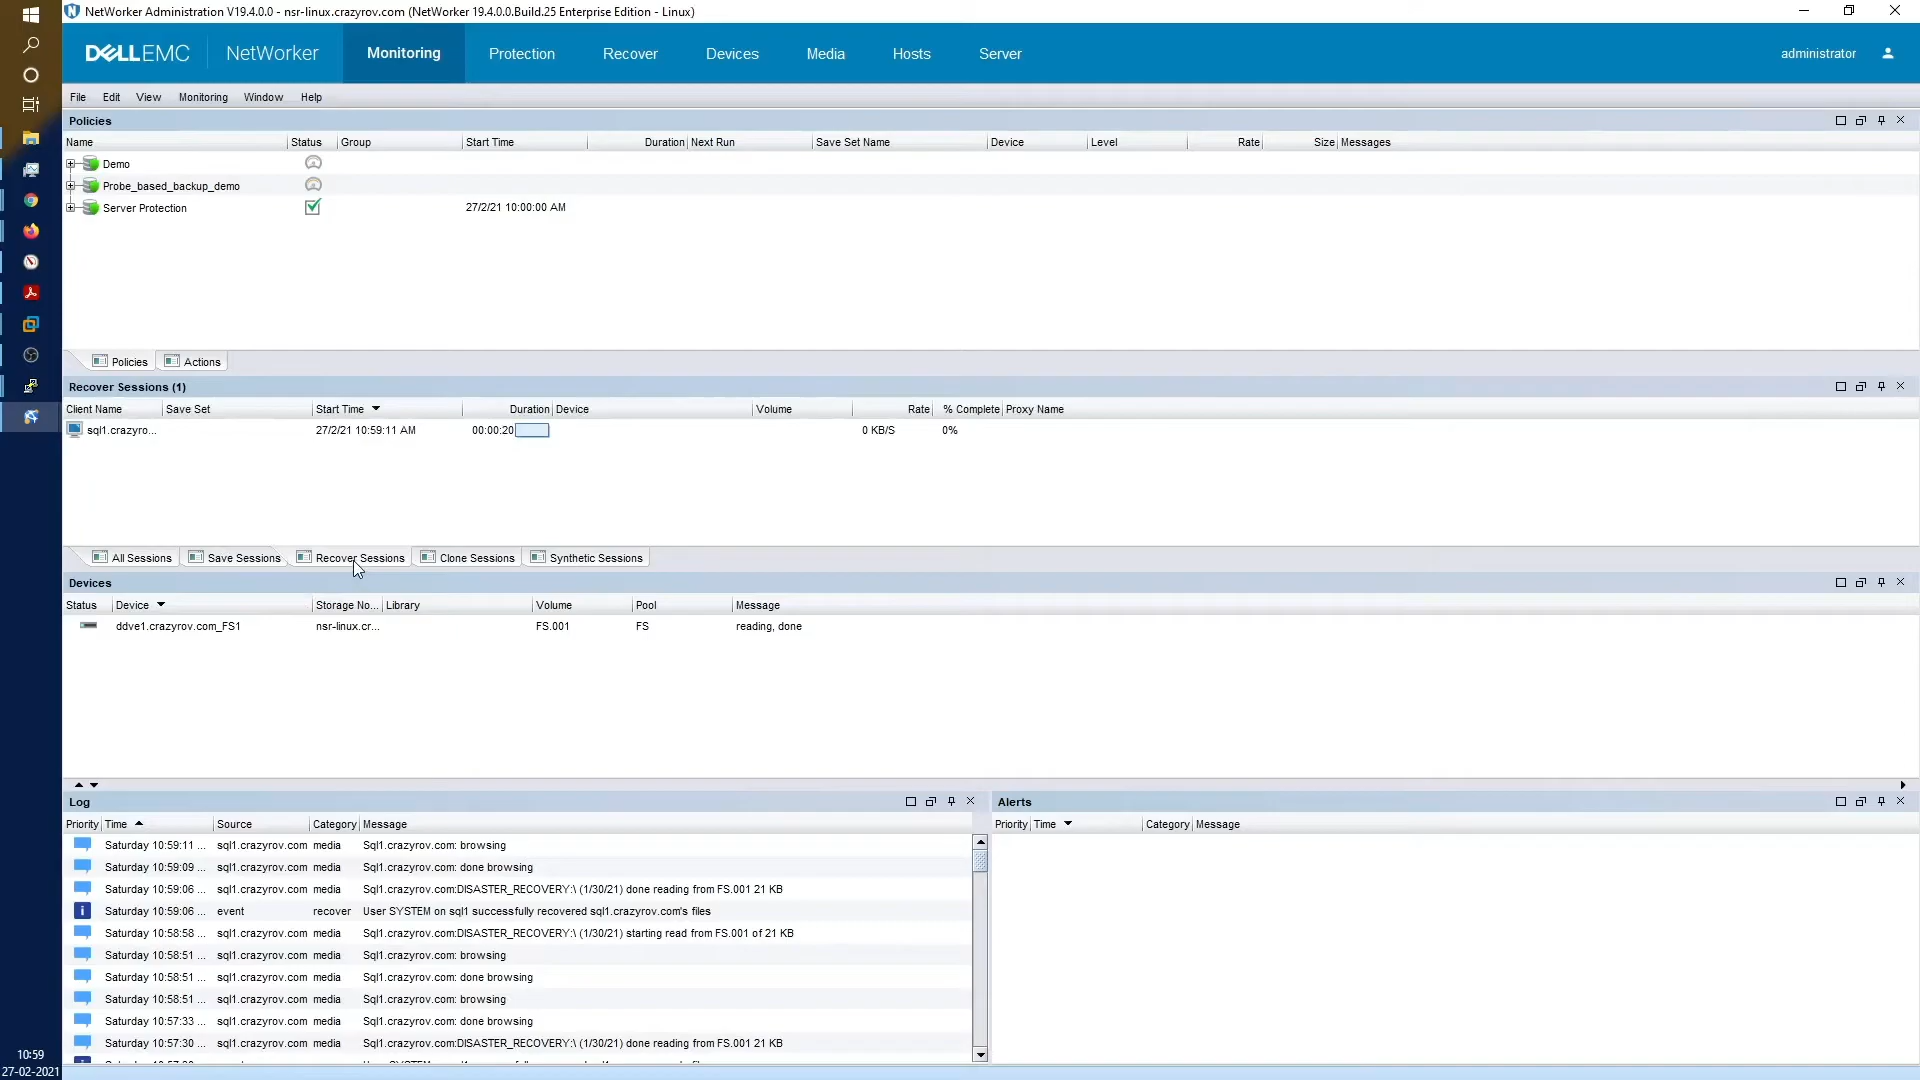 NetWorker Administration V19.4.0.0 - nsr-linux.crazyrov.com (NetWorker 19.4.0.0.Build.25 Enterprise Edition - Linux)
DELLEMC NetWorker Monitoring Protection Recover Devices Media Hosts Server administrator
File Edit View Monitoring Window Help
Policies
Name Status Group Start Time Duration Next Run Save Set Name Device Level Rate Size Messages
Demo
Probe_based_backup_demo
Server Protection 27/2/21 10:00:00 AM
Policies Actions
Recover Sessions (1)
Client Name Save Set Start Time Duration Device Volume Rate % Complete Proxy Name
sql1.crazyro... 27/2/21 10:59:11 AM 00:00:20 0 KB/S 0%
All Sessions Save Sessions Recover Sessions Clone Sessions Synthetic Sessions
Devices
Status Device Storage No... Library Volume Pool Message
ddve1.crazyrov.com_FS1 nsr-linux.cr... FS.001 FS reading, done
Log
Priority Time Source Category Message
Saturday 10:59:11 ... sql1.crazyrov.com media Sql1.crazyrov.com: browsing
Saturday 10:59:09 ... sql1.crazyrov.com media Sql1.crazyrov.com: done browsing
Saturday 10:59:06 ... sql1.crazyrov.com media Sql1.crazyrov.com:DISASTER_RECOVERY:\ (1/30/21) done reading from FS.001 21 KB
Saturday 10:59:06 ... event recover User SYSTEM on sql1 successfully recovered sql1.crazyrov.com's files
Saturday 10:58:58 ... sql1.crazyrov.com media Sql1.crazyrov.com:DISASTER_RECOVERY:\ (1/30/21) starting read from FS.001 of 21 KB
Saturday 10:58:51 ... sql1.crazyrov.com media Sql1.crazyrov.com: browsing
Saturday 10:58:51 ... sql1.crazyrov.com media Sql1.crazyrov.com: done browsing
Saturday 10:58:51 ... sql1.crazyrov.com media Sql1.crazyrov.com: browsing
Saturday 10:57:33 ... sql1.crazyrov.com media Sql1.crazyrov.com: done browsing
Saturday 10:57:30 ... sql1.crazyrov.com media Sql1.crazyrov.com:DISASTER_RECOVERY:\ (1/30/21) done reading from FS.001 21 KB
Alerts
Priority Time Category Message
10:59
27-02-2021